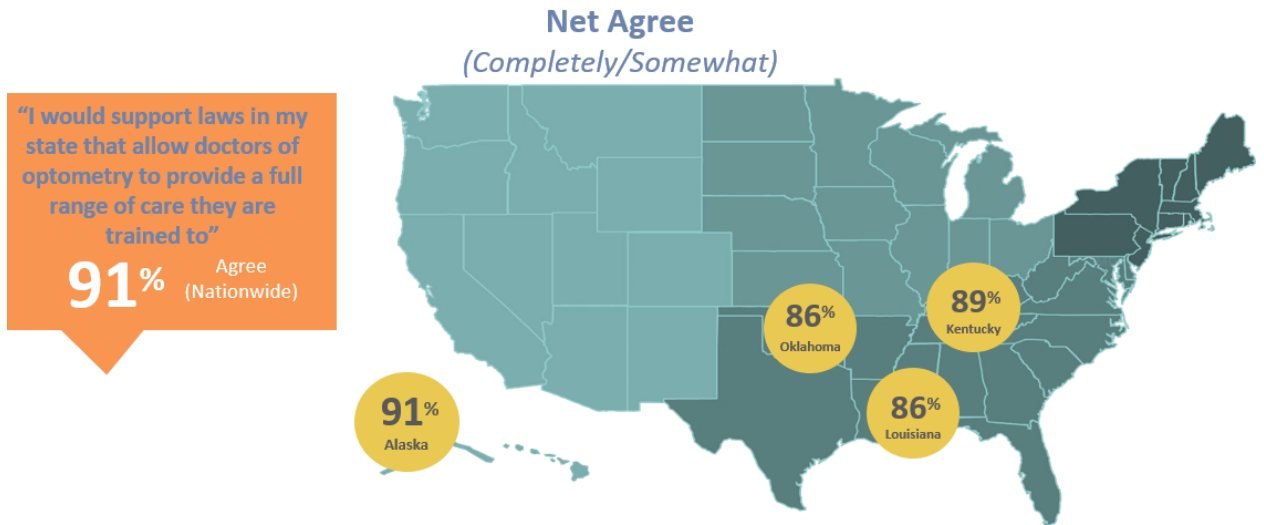 Net Agree
(Completely/Somewhat)
“I would support laws in my
state that allow doctors of
optometry to provide a full
range of care they are
trained to”
91% Agree
(Nationwide)
86%
Oklahoma
89%
Kentucky
91%
Alaska
86%
Louisiana